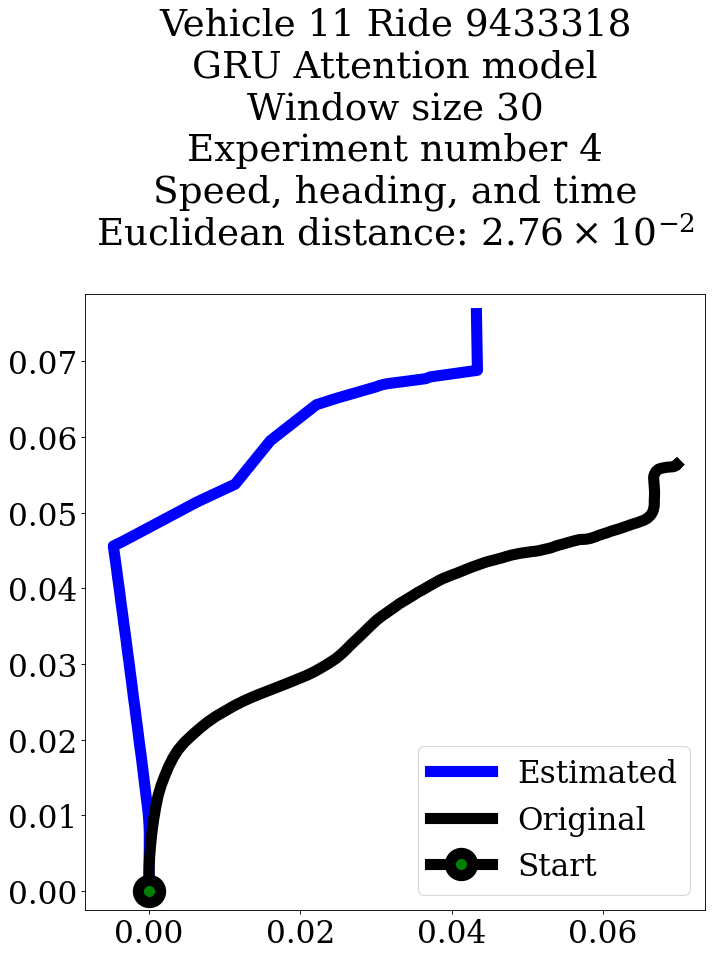 Vehicle 11 Ride 9433318
GRU Attention model
Window size 30
Experiment number 4
Speed, heading, and time
Euclidean distance: 2.76 × 10⁻²
0.07
0.06
0.05
0.04
0.03
0.02
0.01
0.00
Estimated
Original
Start
0.00 0.02 0.04 0.06